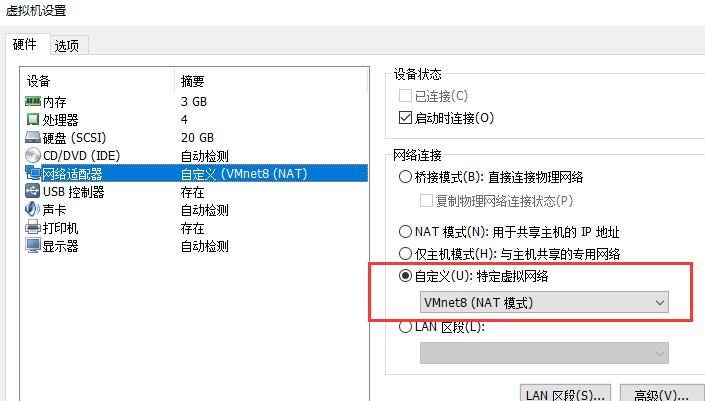 虚拟机设置
硬件 选项
设备 摘要
内存 3 GB
处理器 4
硬盘 (SCSI) 20 GB
CD/DVD (IDE) 自动检测
网络适配器 自定义 (VMnet8 (NAT)
USB 控制器 存在
声卡 自动检测
打印机 存在
显示器 自动检测
设备状态
已连接(C)
启动时连接(O)
网络连接
桥接模式(B): 直接连接物理网络
复制物理网络连接状态(P)
NAT 模式(N): 用于共享主机的 IP 地址
仅主机模式(H): 与主机共享的专用网络
自定义(U): 特定虚拟网络
VMnet8 (NAT 模式)
LAN 区段(L):
LAN 区段(S)... 高级(V)...